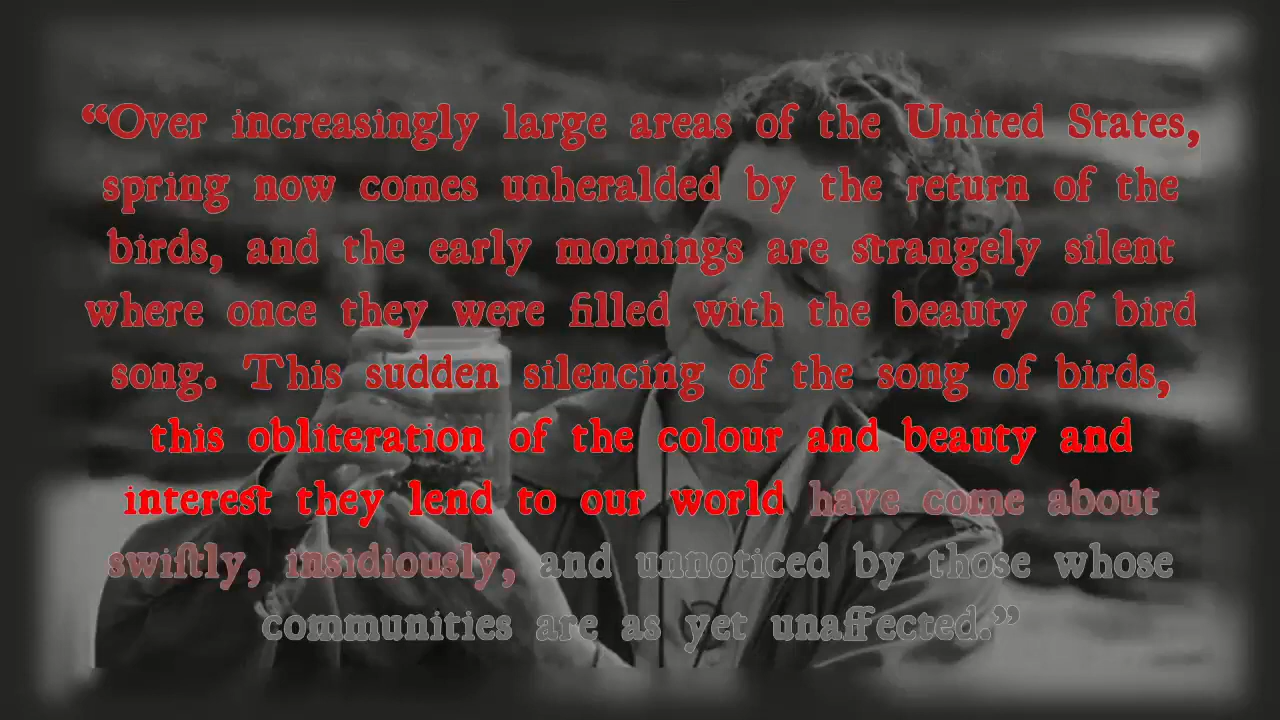 “Over increasingly large areas of the United States,
spring now comes unheralded by the return of the
birds, and the early mornings are strangely silent
where once they were filled with the beauty of bird
song. This sudden silencing of the song of birds,
this obliteration of the colour and beauty and
interest they lend to our world have come about
swiftly, insidiously, and unnoticed by those whose
communities are as yet unaffected.”